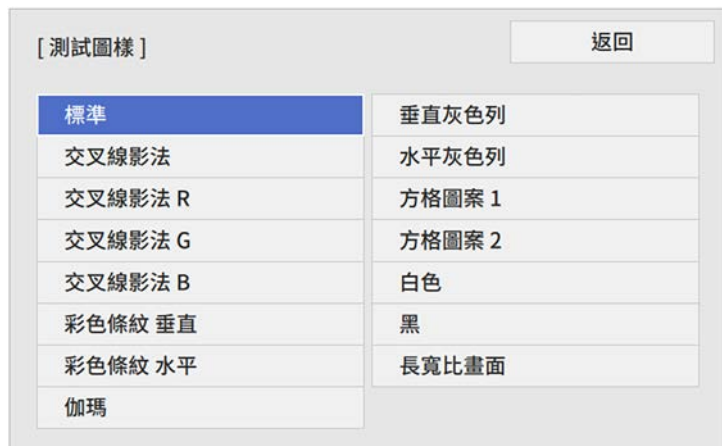 [ 測試圖樣 ]
返回
標準
交叉線影法
交叉線影法 R
交叉線影法 G
交叉線影法 B
彩色條紋 垂直
彩色條紋 水平
伽瑪
垂直灰色列
水平灰色列
方格圖案 1
方格圖案 2
白色
黑
長寬比畫面